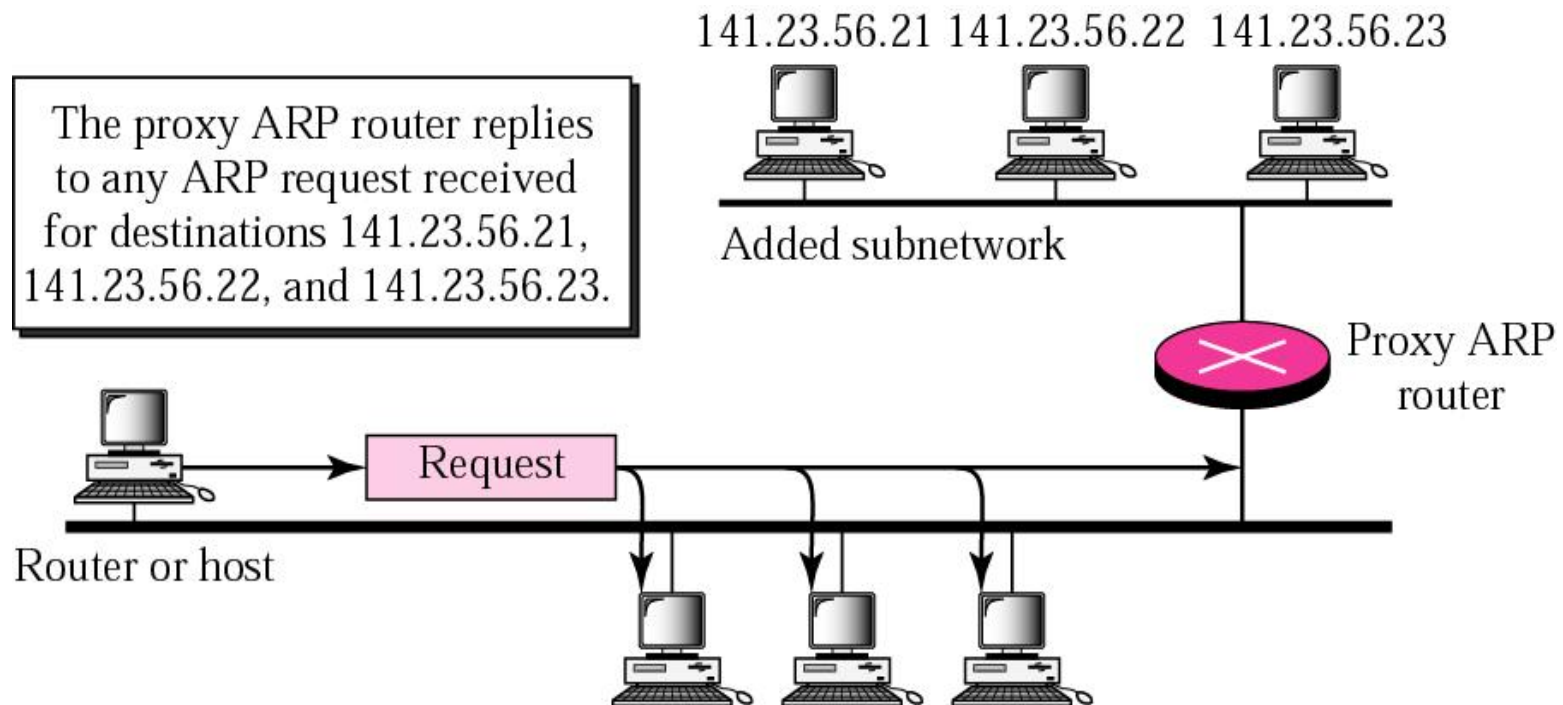 141.23.56.21 141.23.56.22 141.23.56.23
The proxy ARP router replies
to any ARP request received
for destinations 141.23.56.21,
141.23.56.22, and 141.23.56.23.
Added subnetwork
Proxy ARP
router
Request
Router or host